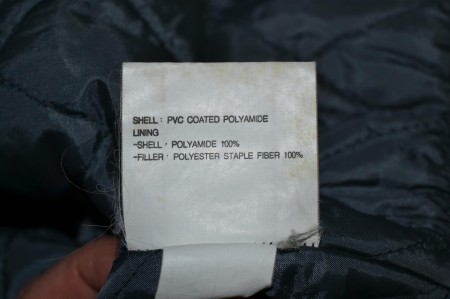 SHELL: PVC COATED POLYAMIDE
LINING
-SHELL: POLYAMIDE 100%
-FILLER: POLYESTER STAPLE FIBER 100%